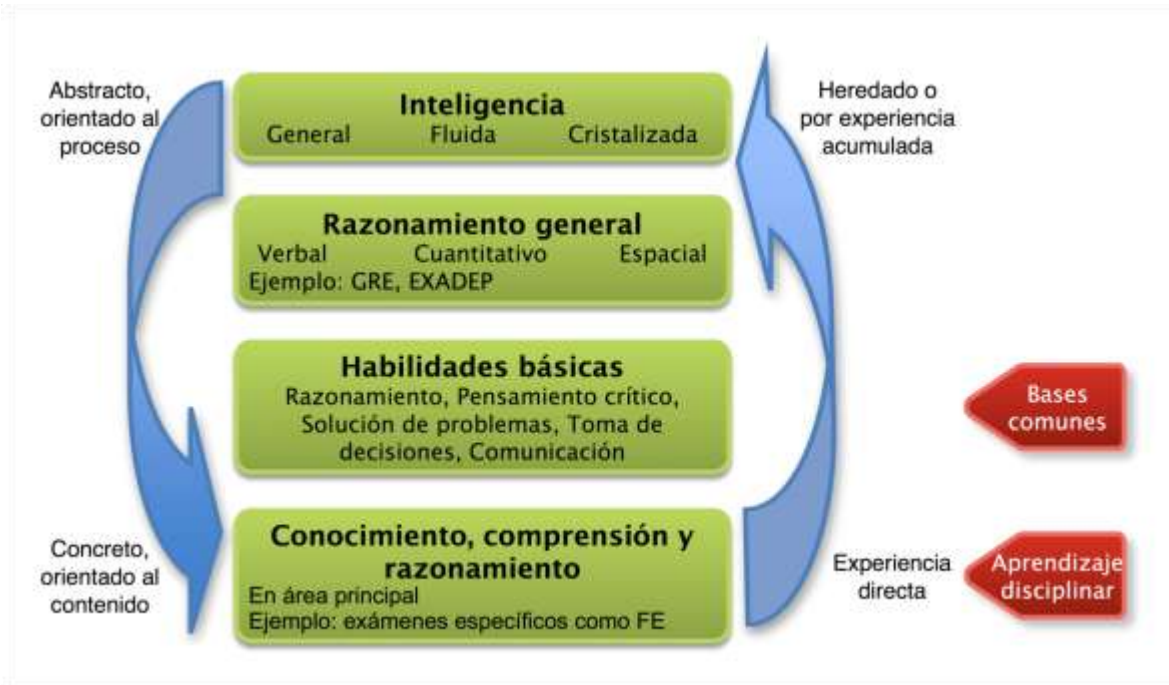 Abstracto,
orientado al
proceso
Inteligencia
General Fluida Cristalizada
Heredado o
por experiencia
acumulada
Razonamiento general
Verbal Cuantitativo Espacial
Ejemplo: GRE, EXADEP
Habilidades básicas
Razonamiento, Pensamiento crítico,
Solución de problemas, Toma de
decisiones, Comunicación
Bases
comunes
Concreto,
orientado al
contenido
Conocimiento, comprensión y
razonamiento
En área principal
Ejemplo: exámenes específicos como FE
Experiencia
directa
Aprendizaje
disciplinar